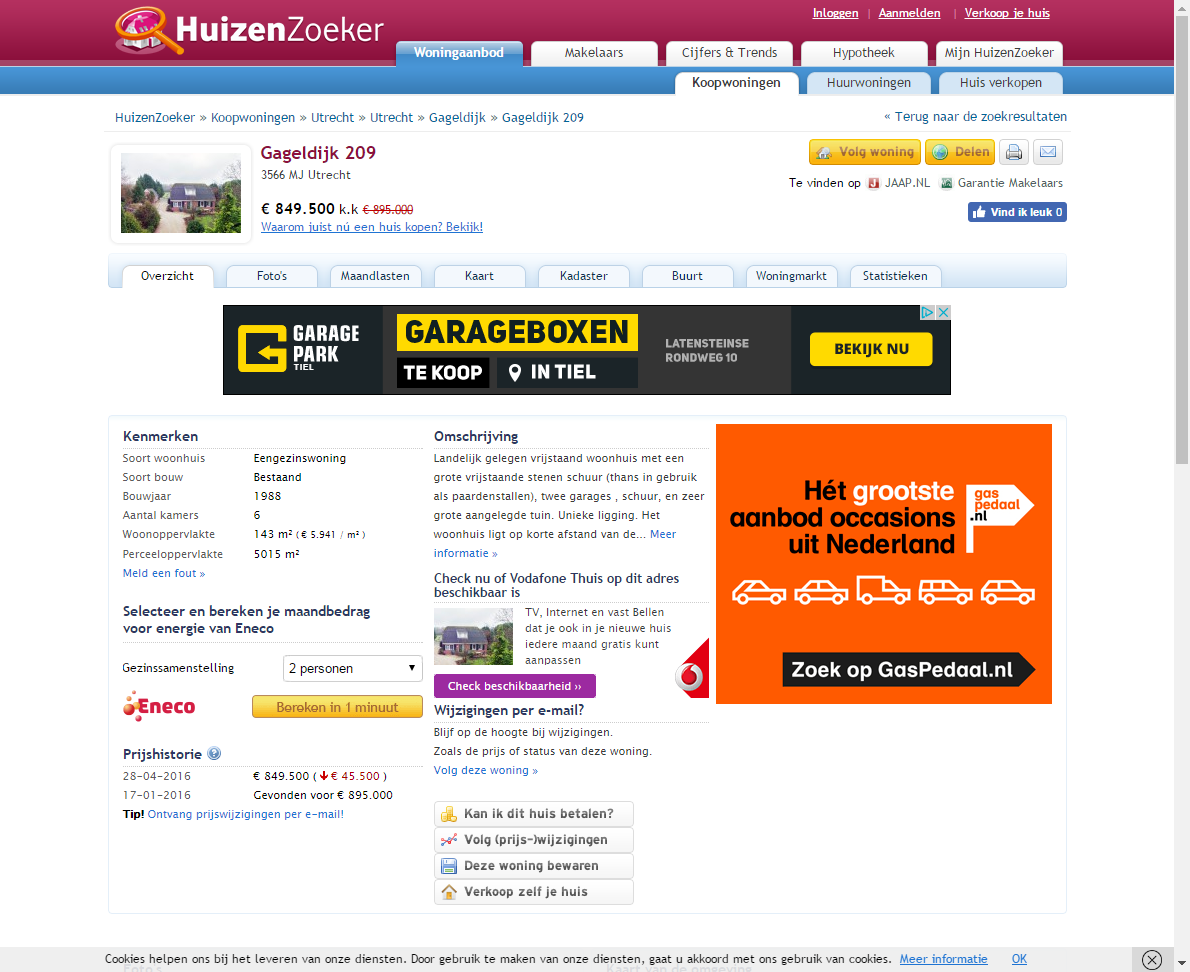 HuizenZoeker
Inloggen | Aanmelden | Verkoop je huis
Woningaanbod
Makelaars
Cijfers & Trends
Hypotheek
Mijn HuizenZoeker
Koopwoningen
Huurwoningen
Huis verkopen
HuizenZoeker » Koopwoningen » Utrecht » Utrecht » Gageldijk » Gageldijk 209
« Terug naar de zoekresultaten
Gageldijk 209
3566 MJ Utrecht
€ 849.500 k.k € 895.000
Waarom juist nú een huis kopen? Bekijk!
Volg woning
Delen
Te vinden op JAAP.NL Garantie Makelaars
Vind ik leuk 0
Overzicht
Foto's
Maandlasten
Kaart
Kadaster
Buurt
Woningmarkt
Statistieken
GARAGE
PARK
TIEL
GARAGEBOXEN
TE KOOP
IN TIEL
LATENSTEINSE
RONDWEG 10
BEKIJK NU
Kenmerken
Soort woonhuis Eengezinswoning
Soort bouw Bestaand
Bouwjaar 1988
Aantal kamers 6
Woonoppervlakte 143 m² ( € 5.941 / m² )
Perceeloppervlakte 5015 m²
Meld een fout »
Selecteer en bereken je maandbedrag
voor energie van Eneco
Gezinssamenstelling 2 personen
Eneco
Bereken in 1 minuut
Prijshistorie ?
28-04-2016 € 849.500 ( € 45.500 )
17-01-2016 Gevonden voor € 895.000
Tip! Ontvang prijswijzigingen per e-mail!
Omschrijving
Landelijk gelegen vrijstaand woonhuis met een
grote vrijstaande stenen schuur (thans in gebruik
als paardenstallen), twee garages , schuur, en zeer
grote aangelegde tuin. Unieke ligging. Het
woonhuis ligt op korte afstand van de... Meer
informatie »
Check nu of Vodafone Thuis op dit adres
beschikbaar is
TV, Internet en vast Bellen
dat je ook in je nieuwe huis
iedere maand gratis kunt
aanpassen
Check beschikbaarheid ››
Wijzigingen per e-mail?
Blijf op de hoogte bij wijzigingen.
Zoals de prijs of status van deze woning.
Volg deze woning »
Kan ik dit huis betalen?
Volg (prijs-)wijzigingen
Deze woning bewaren
Verkoop zelf je huis
Hét grootste
aanbod occasions
uit Nederland
gas
pedaal
.nl
Zoek op GasPedaal.nl
Cookies helpen ons bij het leveren van onze diensten. Door gebruik te maken van onze diensten, gaat u akkoord met ons gebruik van cookies. Meer informatie OK
Foto's
Kaart van de omgeving